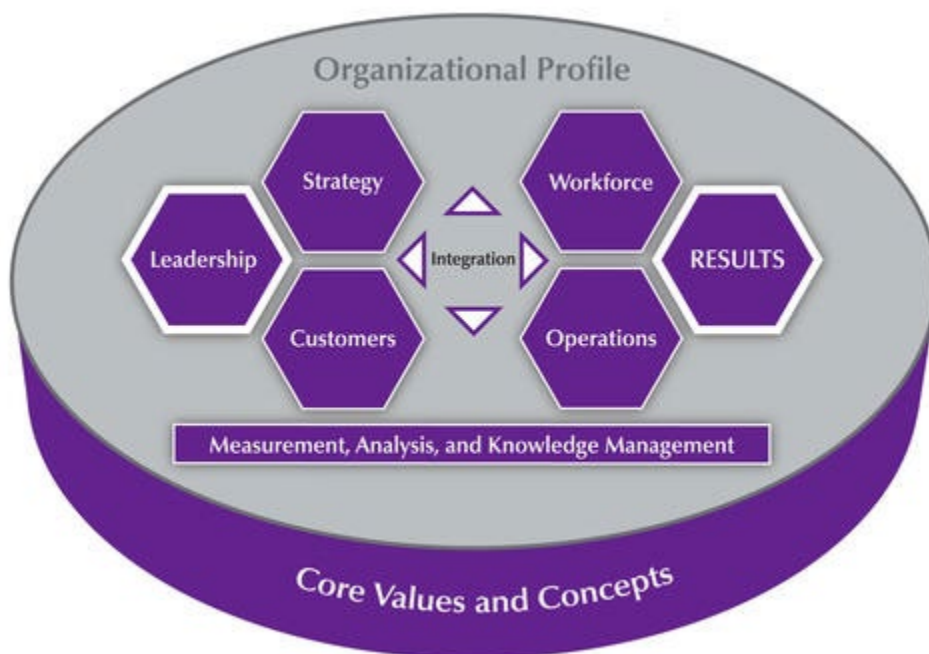 Organizational Profile
Strategy
Workforce
Leadership
Integration
RESULTS
Customers
Operations
Measurement, Analysis, and Knowledge Management
Core Values and Concepts